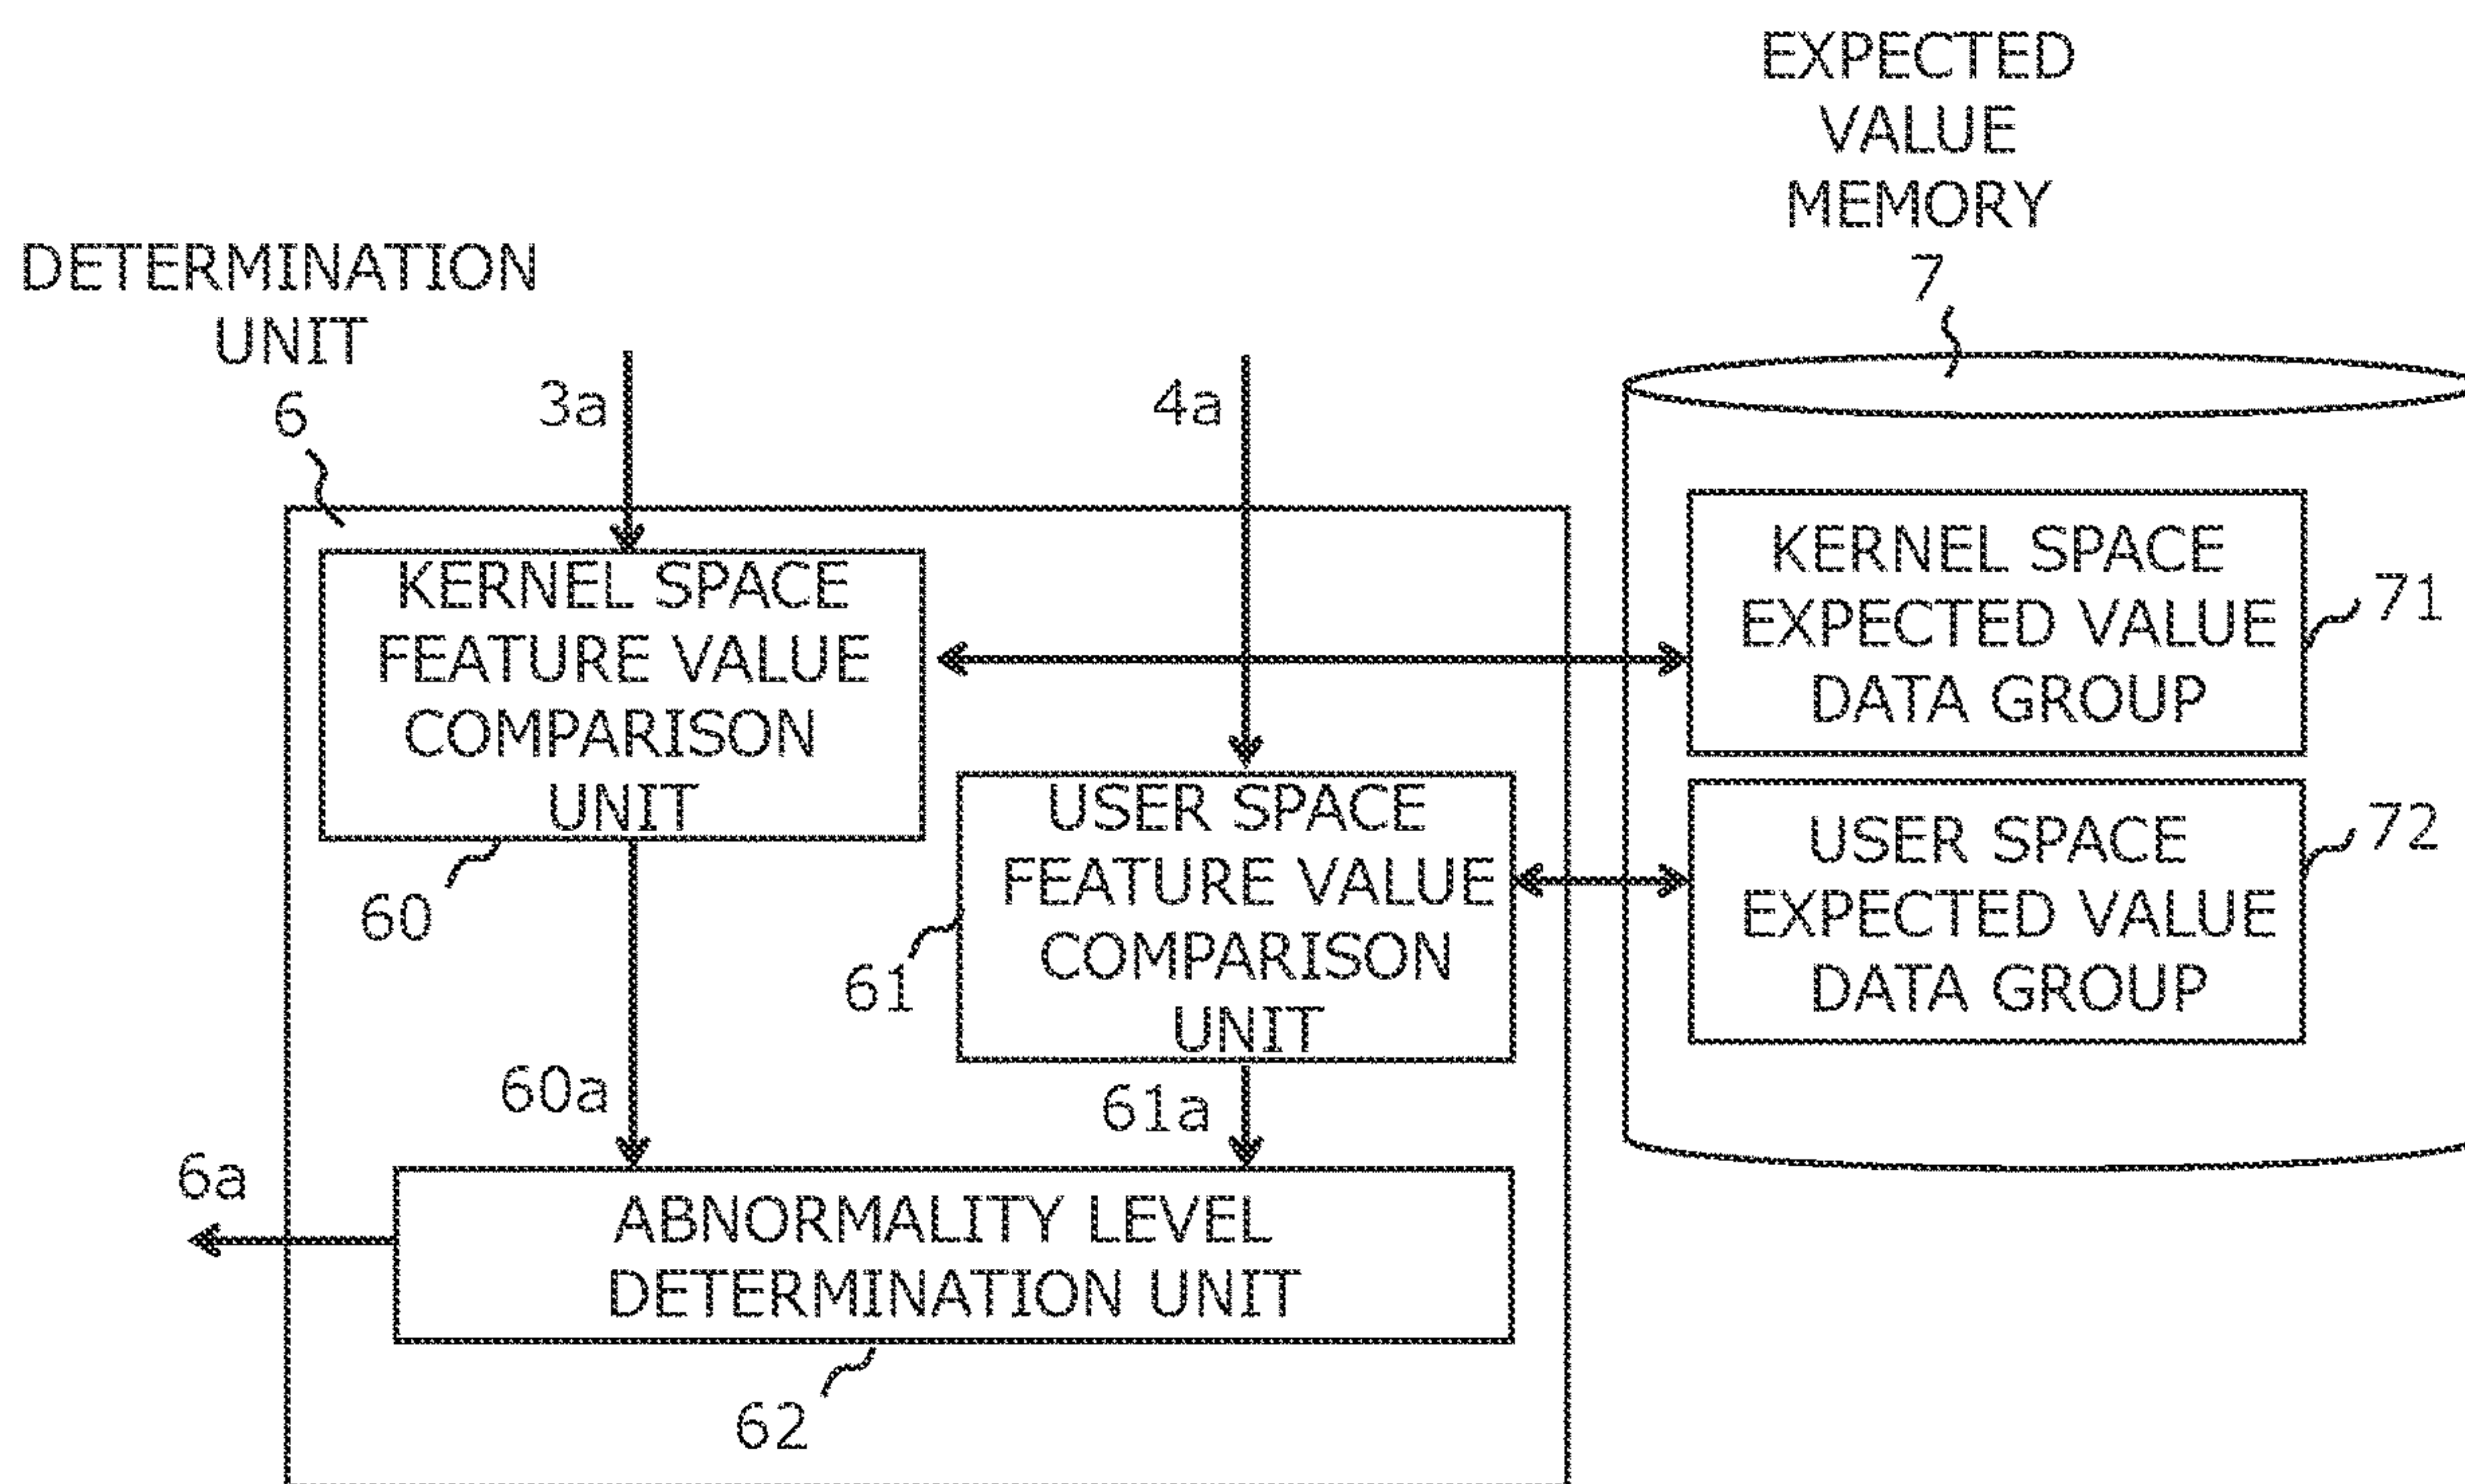 EXPECTED
VALUE
MEMORY
7
DETERMINATION
UNIT
6
3a
4a
KERNEL SPACE
FEATURE VALUE
COMPARISON
UNIT
60
KERNEL SPACE
EXPECTED VALUE
DATA GROUP
71
USER SPACE
FEATURE VALUE
COMPARISON
UNIT
61
USER SPACE
EXPECTED VALUE
DATA GROUP
72
60a
61a
6a
ABNORMALITY LEVEL
DETERMINATION UNIT
62